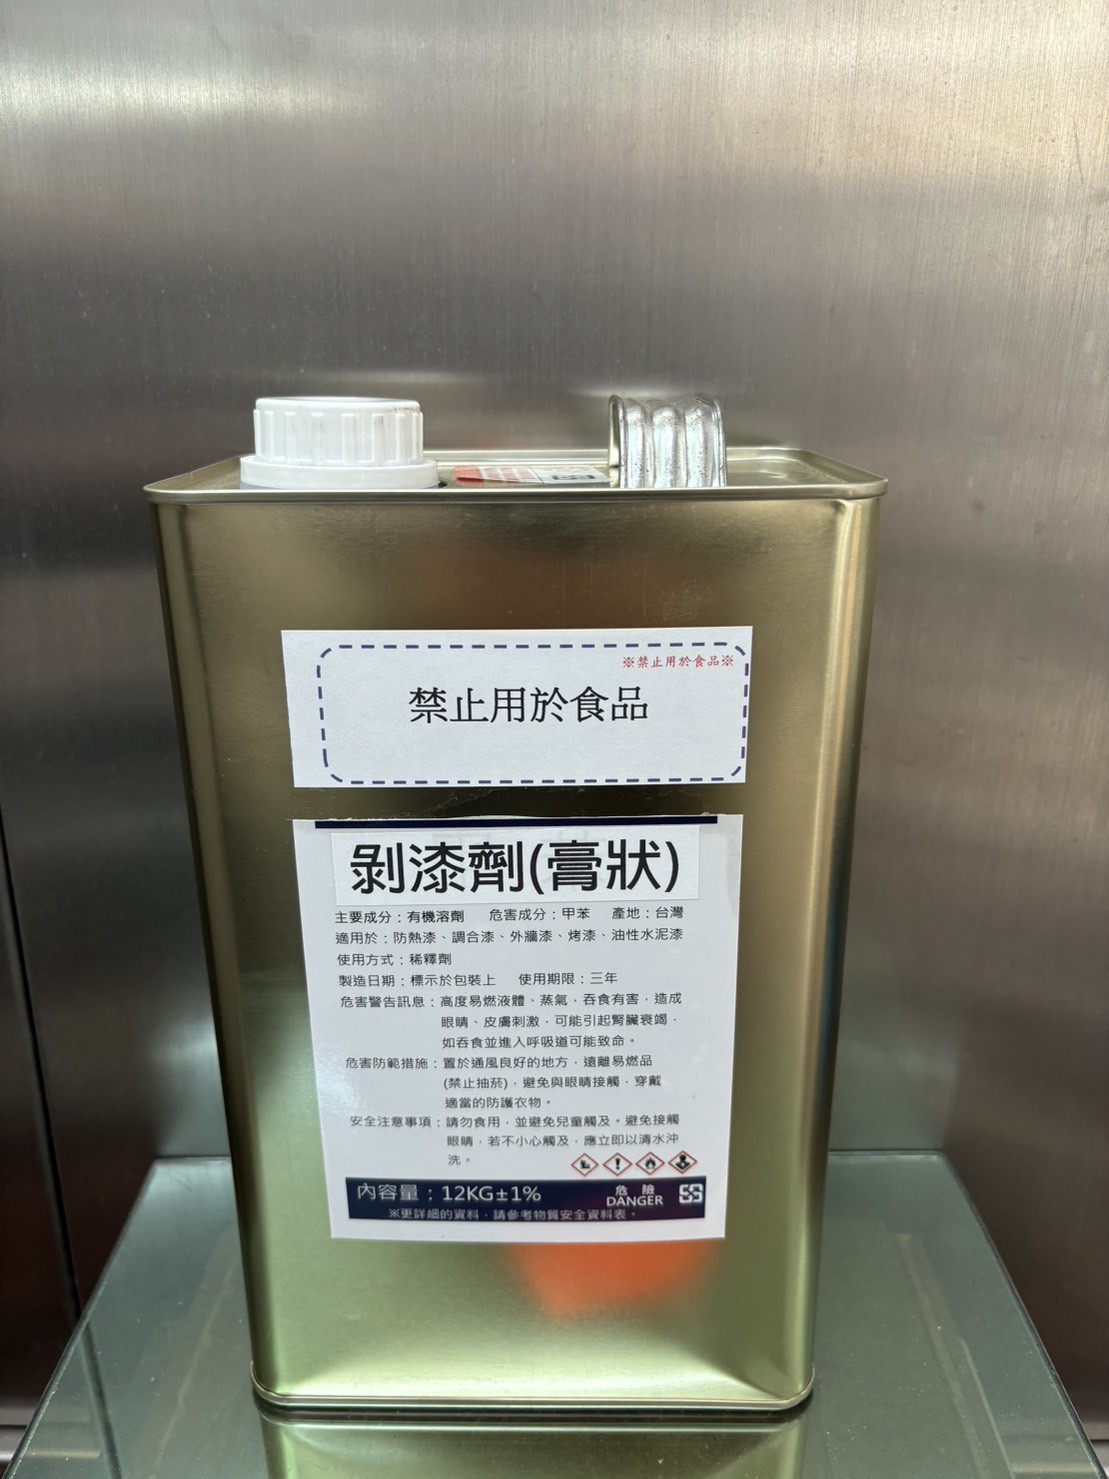 ※禁止用於食品※
禁止用於食品
剝漆劑(膏狀)
主要成分：有機溶劑　危害成分：甲苯　產地：台灣
適用於：防熱漆、調合漆、外牆漆、烤漆、油性水泥漆
使用方式：稀釋劑
製造日期：標示於包裝上　使用期限：三年
危害警告訊息：高度易燃液體、蒸氣，吞食有害，造成
眼睛、皮膚刺激，可能引起腎臟衰竭，
如吞食並進入呼吸道可能致命。
危害防範措施：置於通風良好的地方，遠離易燃品
(禁止抽菸)，避免與眼睛接觸，穿戴
適當的防護衣物。
安全注意事項：請勿食用，並避免兒童觸及。避免接觸
眼睛，若不小心觸及，應立即以清水沖
洗。
內容量：12KG±1%
危險
DANGER
※更詳細的資料，請參考物質安全資料表。